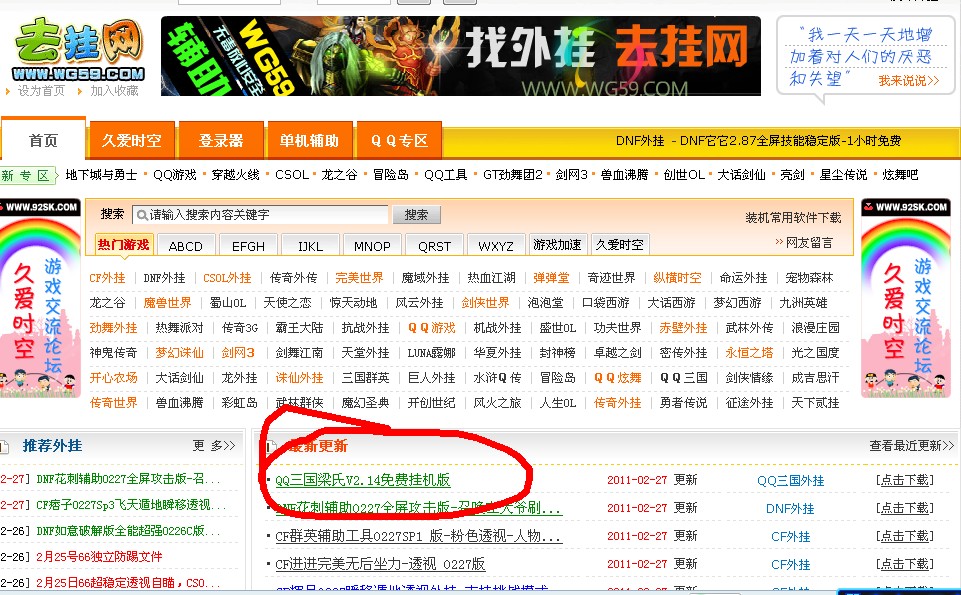 去挂网
WWW.WG59.COM
设为首页 加入收藏
辅助 无毒 WG59 找外挂 去挂网
WWW.WG59.COM
“我一天一天地增
加着对人们的厌恶
和失望”
我来说说>>
首页 久爱时空 登录器 单机辅助 QQ专区 DNF外挂 - DNF它它2.87全屏技能稳定版-1小时免费
新 专 区 地下城与勇士 · QQ游戏 · 穿越火线 · CSOL · 龙之谷 · 冒险岛 · QQ工具 · GT劲舞团2 · 剑网3 · 兽血沸腾 · 创世OL · 大话仙仙 · 亮剑 · 星尘传说 · 炫舞吧
WWW.92SK.COM
久爱时空
游戏交流论坛
搜索 请输入搜索内容关键字 搜索 装机常用软件下载
>>网友留言
热门游戏 ABCD EFGH IJKL MNOP QRST WXYZ 游戏加速 久爱时空
CF外挂 DNF外挂 CSOL外挂 传奇外传 完美世界 魔域外挂 热血江湖 弹弹堂 奇迹世界 纵横时空 命运外挂 宠物森林
龙之谷 魔兽世界 蜀山OL 天使之恋 惊天动地 风云外挂 剑侠世界 泡泡堂 口袋西游 大话西游 梦幻西游 九洲英雄
劲舞外挂 热舞派对 传奇3G 霸王大陆 抗战外挂 QQ游戏 机战外挂 盛世OL 功夫世界 赤壁外挂 武林外传 浪漫庄园
神鬼传奇 梦幻诛仙 剑网3 剑舞江南 天堂外挂 LUNA露娜 华夏外挂 封神榜 卓越之剑 密传外挂 永恒之塔 光之国度
开心农场 大话仙剑 龙外挂 诛仙外挂 三国群英 巨人外挂 水浒Q传 冒险岛 QQ炫舞 QQ三国 剑侠情缘 成吉思汗
传奇世界 兽血沸腾 彩虹岛 武林群侠 魔幻圣典 开创世纪 风火之旅 人生OL 传奇外挂 勇者传说 征途外挂 天下贰挂
WWW.92SK.COM
久爱时空
游戏交流论坛
推荐外挂 更 多>>
2-27] DNF花刺辅助0227全屏攻击版-召...
2-27] CF痞子0227Sp3飞天遁地瞬移透视...
2-26] DNF如意破解版全能超强0226C版...
2-26] 2月25号66独立防踢文件
2-26] 2月25日66超稳定透视自瞄，CSO...
最新更新 查看最近更新>>
QQ三国梁氏V2.14免费挂机版 2011-02-27 更新 QQ三国外挂 [点击下载]
DNF花刺辅助0227全屏攻击版-召唤主大爷刷... 2011-02-27 更新 DNF外挂 [点击下载]
CF群英辅助工具0227SP1 版-粉色透视-人物... 2011-02-27 更新 CF外挂 [点击下载]
CF进进完美无后坐力-透视 0227版 2011-02-27 更新 CF外挂 [点击下载]